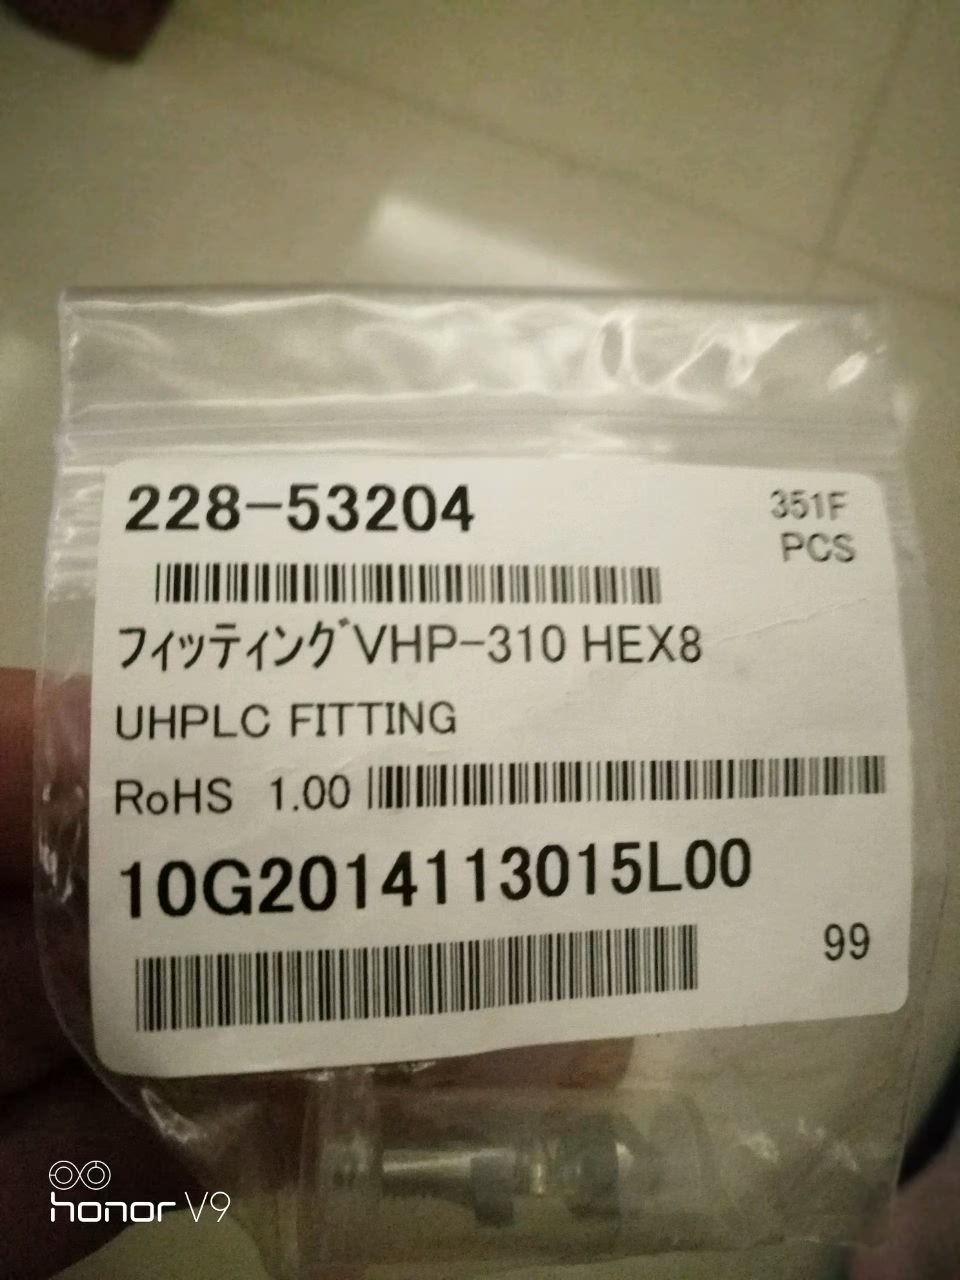 228-53204
351F
PCS
フィッティングVHP-310 HEX8
UHPLC FITTING
RoHS 1.00
10G2014113015L00
99
honor V9